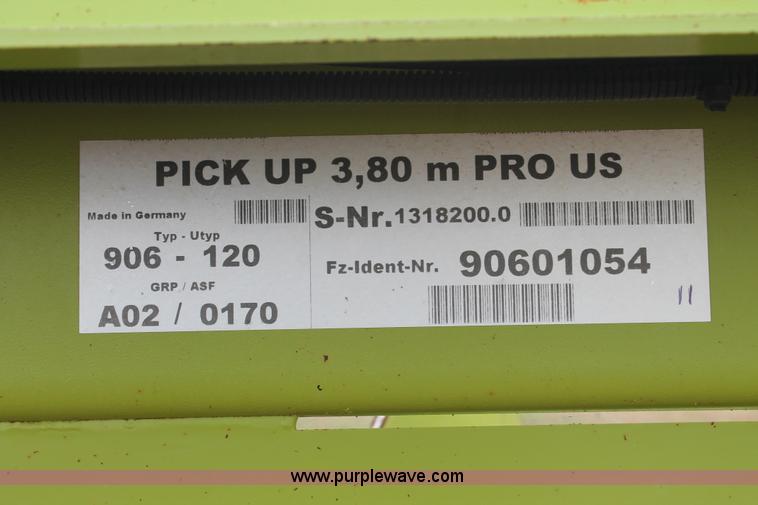 PICK UP 3,80 m PRO US
Made in Germany
S-Nr.1318200.0
Typ - Utyp
906 - 120
Fz-Ident-Nr. 90601054
GRP / ASF
A02 / 0170
11
www.purplewave.com